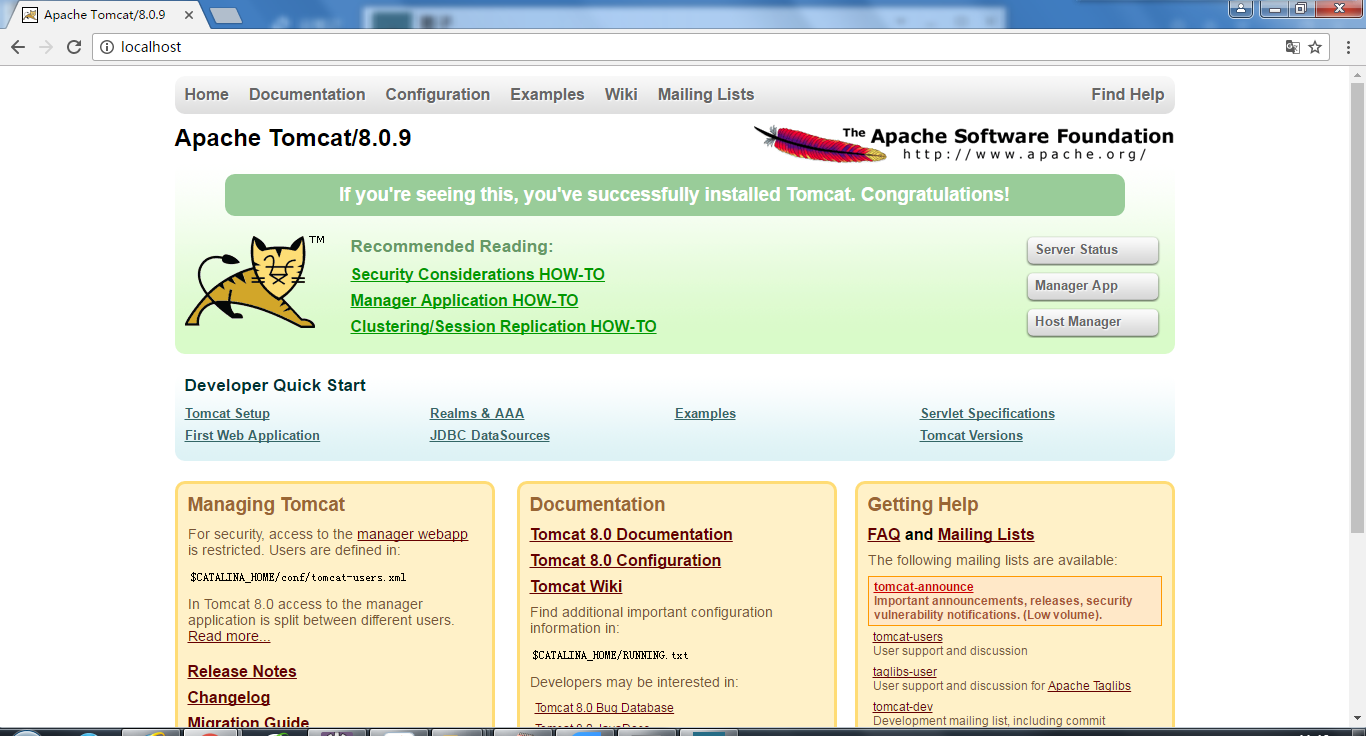 Apache Tomcat/8.0.9
localhost
Home Documentation Configuration Examples Wiki Mailing Lists Find Help
Apache Tomcat/8.0.9
The Apache Software Foundation
http://www.apache.org/
If you're seeing this, you've successfully installed Tomcat. Congratulations!
TM
Recommended Reading:
Security Considerations HOW-TO
Manager Application HOW-TO
Clustering/Session Replication HOW-TO
Server Status
Manager App
Host Manager
Developer Quick Start
Tomcat Setup
First Web Application
Realms & AAA
JDBC DataSources
Examples
Servlet Specifications
Tomcat Versions
Managing Tomcat
For security, access to the manager webapp
is restricted. Users are defined in:
$CATALINA_HOME/conf/tomcat-users.xml
In Tomcat 8.0 access to the manager
application is split between different users.
Read more...
Release Notes
Changelog
Migration Guide
Documentation
Tomcat 8.0 Documentation
Tomcat 8.0 Configuration
Tomcat Wiki
Find additional important configuration
information in:
$CATALINA_HOME/RUNNING.txt
Developers may be interested in:
Tomcat 8.0 Bug Database
Tomcat 8.0 JavaDocs
Getting Help
FAQ and Mailing Lists
The following mailing lists are available:
tomcat-announce
Important announcements, releases, security
vulnerability notifications. (Low volume).
tomcat-users
User support and discussion
taglibs-user
User support and discussion for Apache Taglibs
tomcat-dev
Development mailing list, including commit